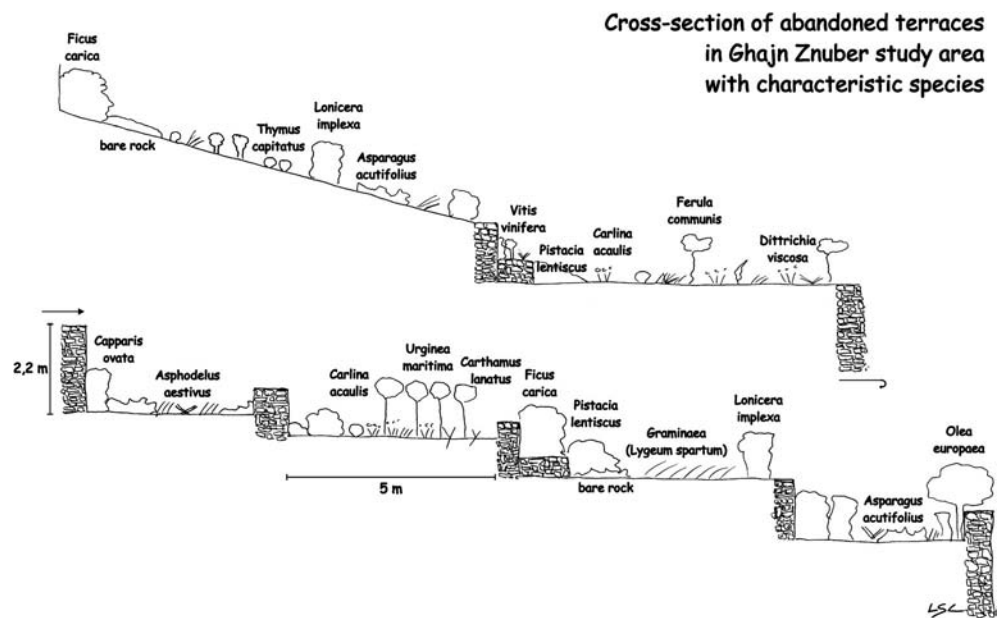 Cross-section of abandoned terraces
in Ghajn Znuber study area
with characteristic species
Ficus
carica
bare rock
Thymus
capitatus
Lonicera
implexa
Asparagus
acutifolius
Vitis
vinifera
Pistacia
lentiscus
Carlina
acaulis
Ferula
communis
Dittrichia
viscosa
2,2 m
Capparis
ovata
Asphodelus
aestivus
Carlina
acaulis
Urginea
maritima
Carthamus
lanatus
5 m
Ficus
carica
Pistacia
lentiscus
bare rock
Graminaea
(Lygeum spartum)
Lonicera
implexa
Asparagus
acutifolius
Olea
europaea
LSC